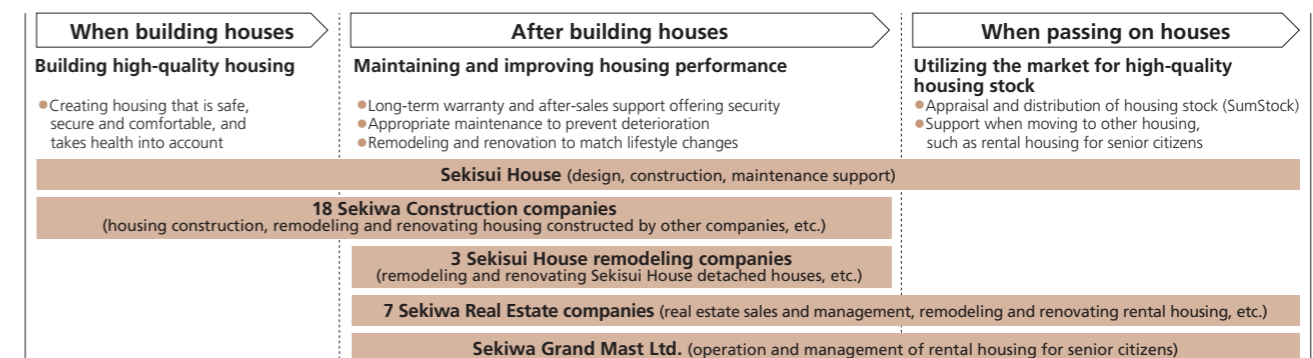 When building houses
After building houses
When passing on houses
Building high-quality housing
●Creating housing that is safe,
secure and comfortable, and
takes health into account
Maintaining and improving housing performance
●Long-term warranty and after-sales support offering security
●Appropriate maintenance to prevent deterioration
●Remodeling and renovation to match lifestyle changes
Utilizing the market for high-quality
housing stock
●Appraisal and distribution of housing stock (SumStock)
●Support when moving to other housing,
such as rental housing for senior citizens
Sekisui House (design, construction, maintenance support)
18 Sekiwa Construction companies
(housing construction, remodeling and renovating housing constructed by other companies, etc.)
3 Sekisui House remodeling companies
(remodeling and renovating Sekisui House detached houses, etc.)
7 Sekiwa Real Estate companies (real estate sales and management, remodeling and renovating rental housing, etc.)
Sekiwa Grand Mast Ltd. (operation and management of rental housing for senior citizens)